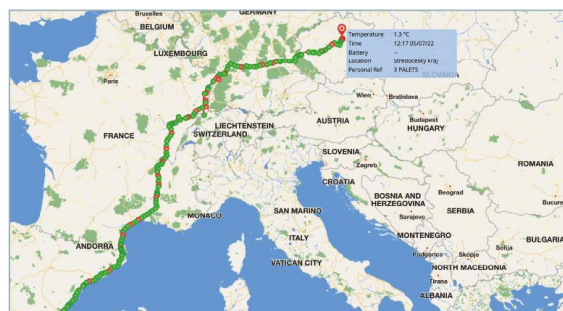 Brussels
BELGIUM
GERMANY
LUXEMBOURG
Paris
Temperature 1.3 °C
Time 12:17 05/07/22
Battery --
Location Středočeský kraj
Personal Ref 3 PALETS
SLOVAKIA
Wien
Bratislava
FRANCE
LIECHTENSTEIN
SWITZERLAND
AUSTRIA
Budapest
HUNGARY
SLOVENIA
Zagreb
CROATIA
ROMANIA
BOSNIA AND
HERZEGOVINA
Beograd
SERBIA
Sarajevo
MONACO
SAN MARINO
ITALY
MONTENEGRO
BULGARIA
ANDORRA
Podgorica
Skopje
Sofija
VATICAN CITY
NORTH MACEDONIA
Tirana
ALBANIA